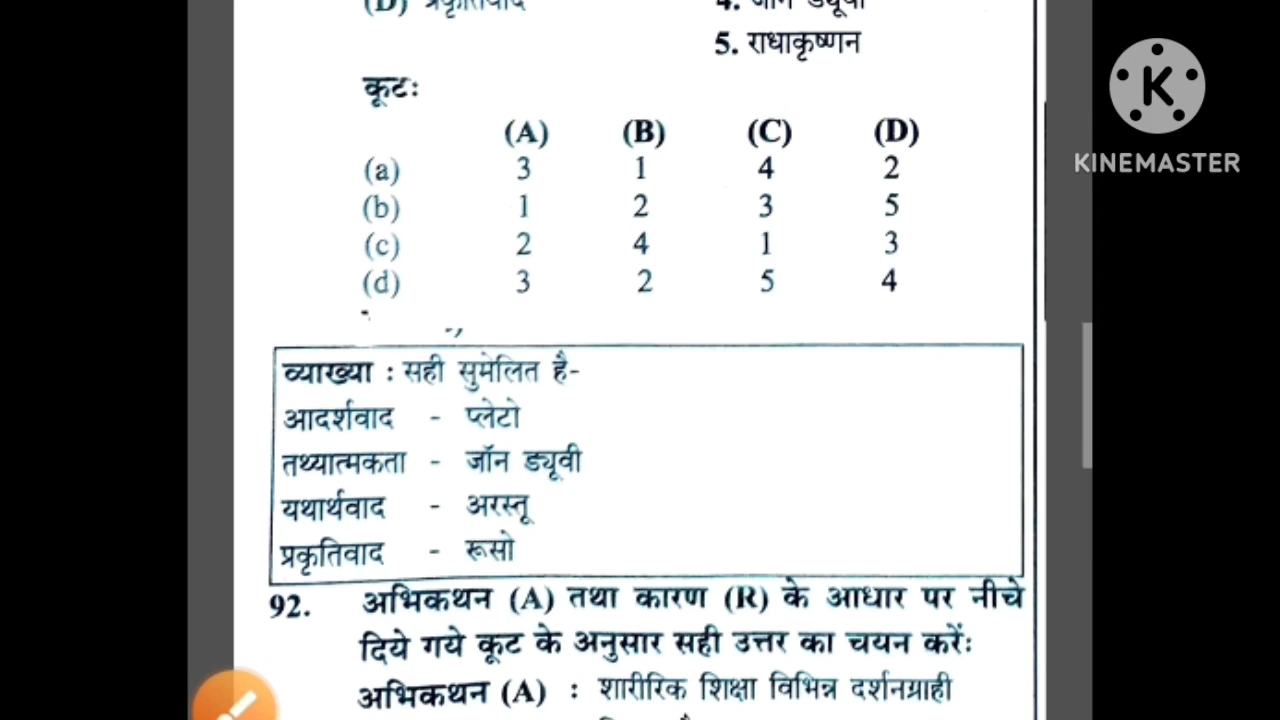 (D) प्रकृतिवाद 4. जॉन ड्यूवी
5. राधाकृष्णन
कूटः
(A) (B) (C) (D)
(a) 3 1 4 2
(b) 1 2 3 5
(c) 2 4 1 3
(d) 3 2 5 4
व्याख्या : सही सुमेलित है-
आदर्शवाद - प्लेटो
तथ्यात्मकता - जॉन ड्यूवी
यथार्थवाद - अरस्तू
प्रकृतिवाद - रूसो
92. अभिकथन (A) तथा कारण (R) के आधार पर नीचे
दिये गये कूट के अनुसार सही उत्तर का चयन करेंः
अभिकथन (A) : शारीरिक शिक्षा विभिन्न दर्शनग्राही
K
KINEMASTER